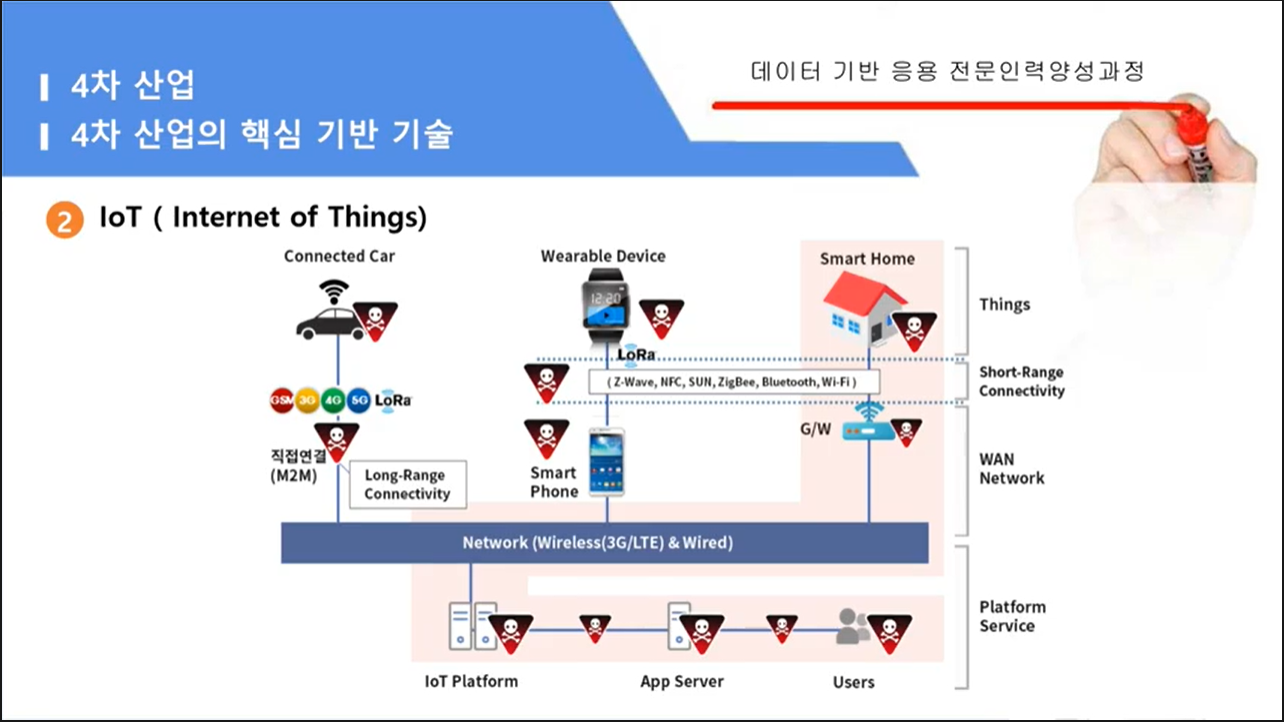 4차 산업
4차 산업의 핵심 기반 기술
데이터 기반 응용 전문인력양성과정
2 IoT ( Internet of Things)
Connected Car
Wearable Device
Smart Home
12:20
Things
LoRa
( Z-Wave, NFC, SUN, ZigBee, Bluetooth, Wi-Fi )
Short-Range
Connectivity
GSM 3G 4G 5G LoRa
직접연결
(M2M)
Long-Range
Connectivity
Smart
Phone
G/W
WAN
Network
Network (Wireless(3G/LTE) & Wired)
Platform
Service
IoT Platform
App Server
Users